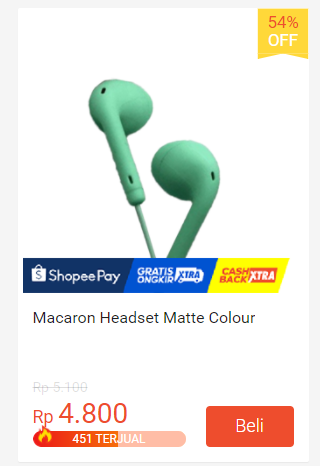 54%
OFF
ShopeePay
GRATIS
ONGKIR XTRA
CASH
BACK XTRA
Macaron Headset Matte Colour
Rp 5.100
Rp 4.800
451 TERJUAL
Beli